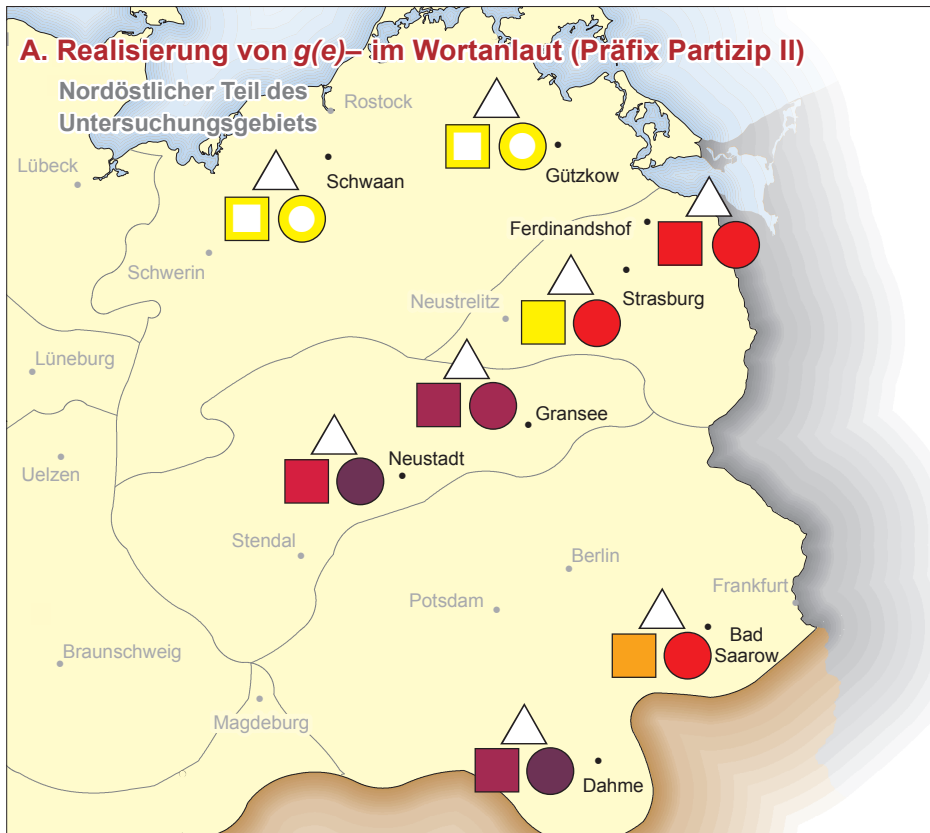 A. Realisierung von g(e)– im Wortanlaut (Präfix Partizip II)
Nordöstlicher Teil des
Untersuchungsgebiets
Rostock
Lübeck
Schwaan
Gützkow
Ferdinandshof
Schwerin
Strasburg
Neustrelitz
Lüneburg
Gransee
Neustadt
Uelzen
Stendal
Berlin
Frankfurt
Potsdam
Bad
Saarow
Braunschweig
Magdeburg
Dahme